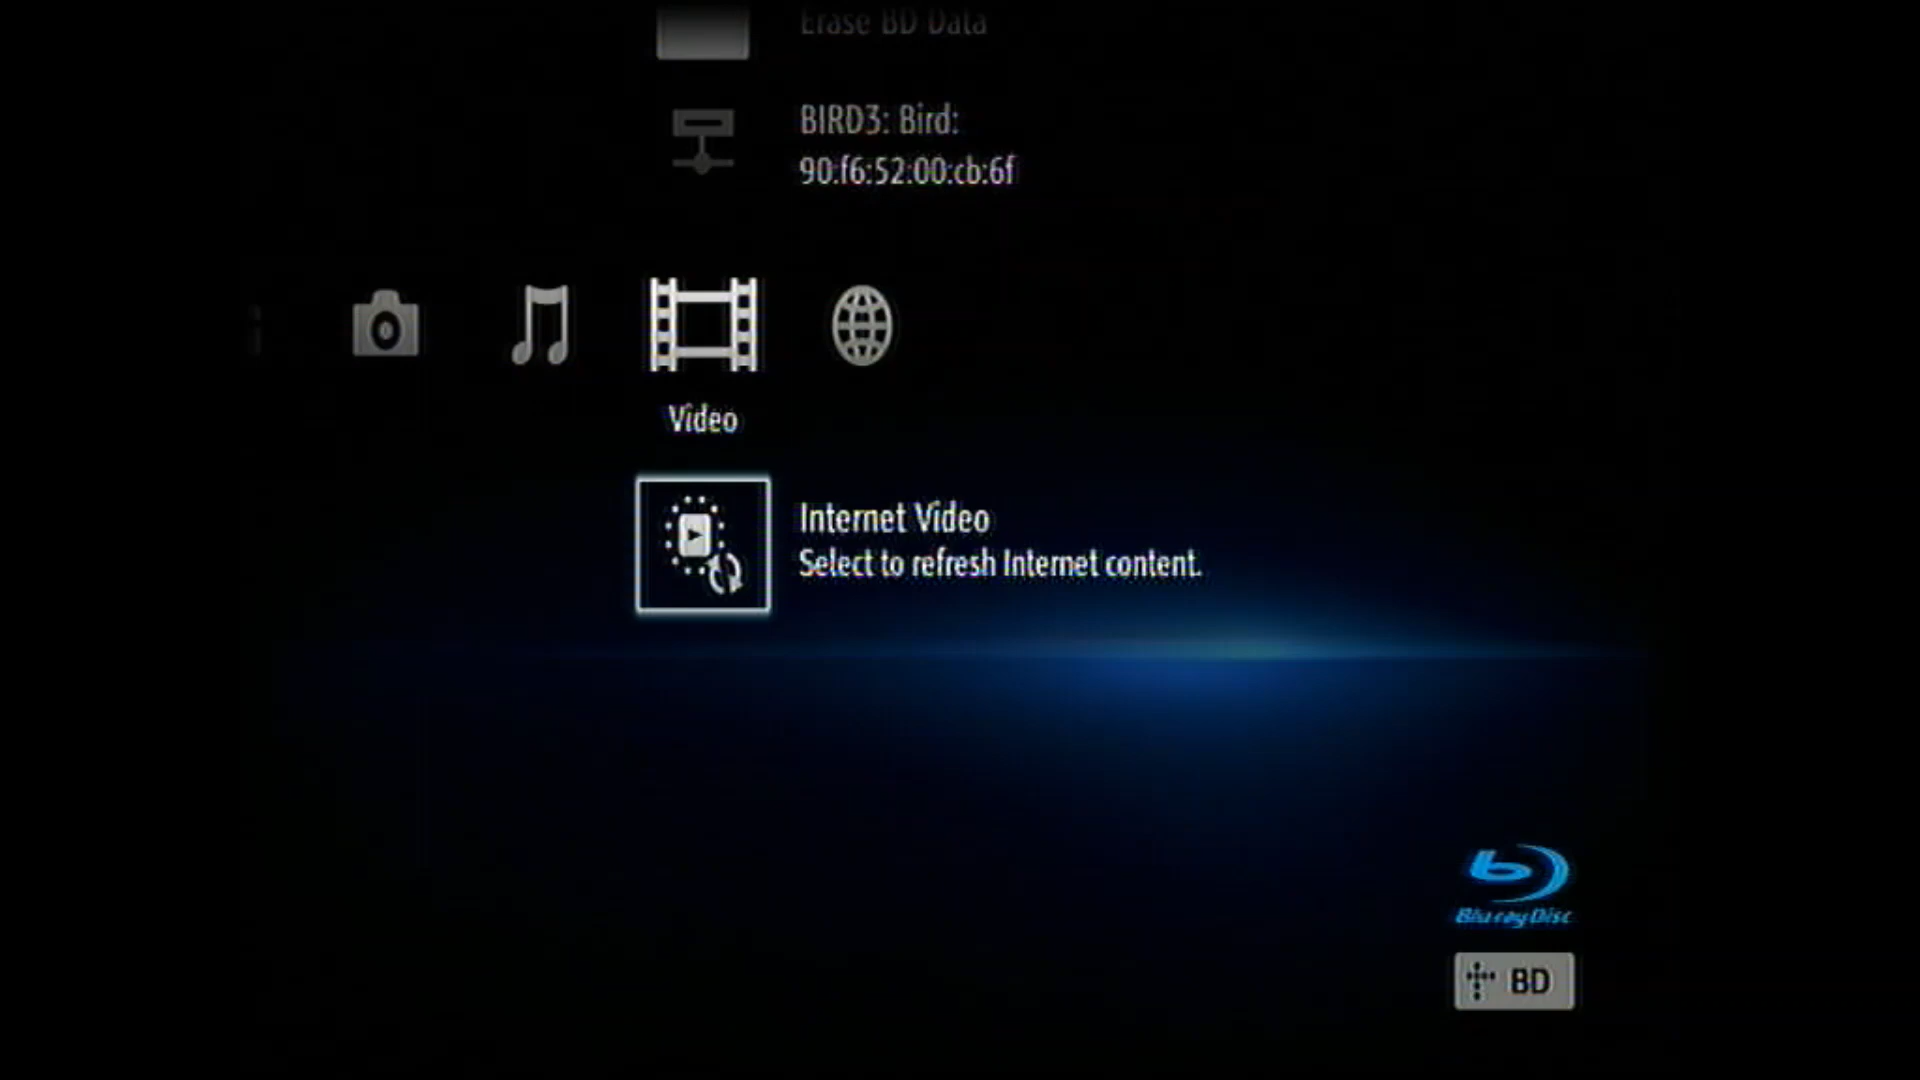 Erase BD Data
BIRD3: Bird:
90:f6:52:00:cb:6f
Video
Internet Video
Select to refresh Internet content.
Blu-ray Disc
BD